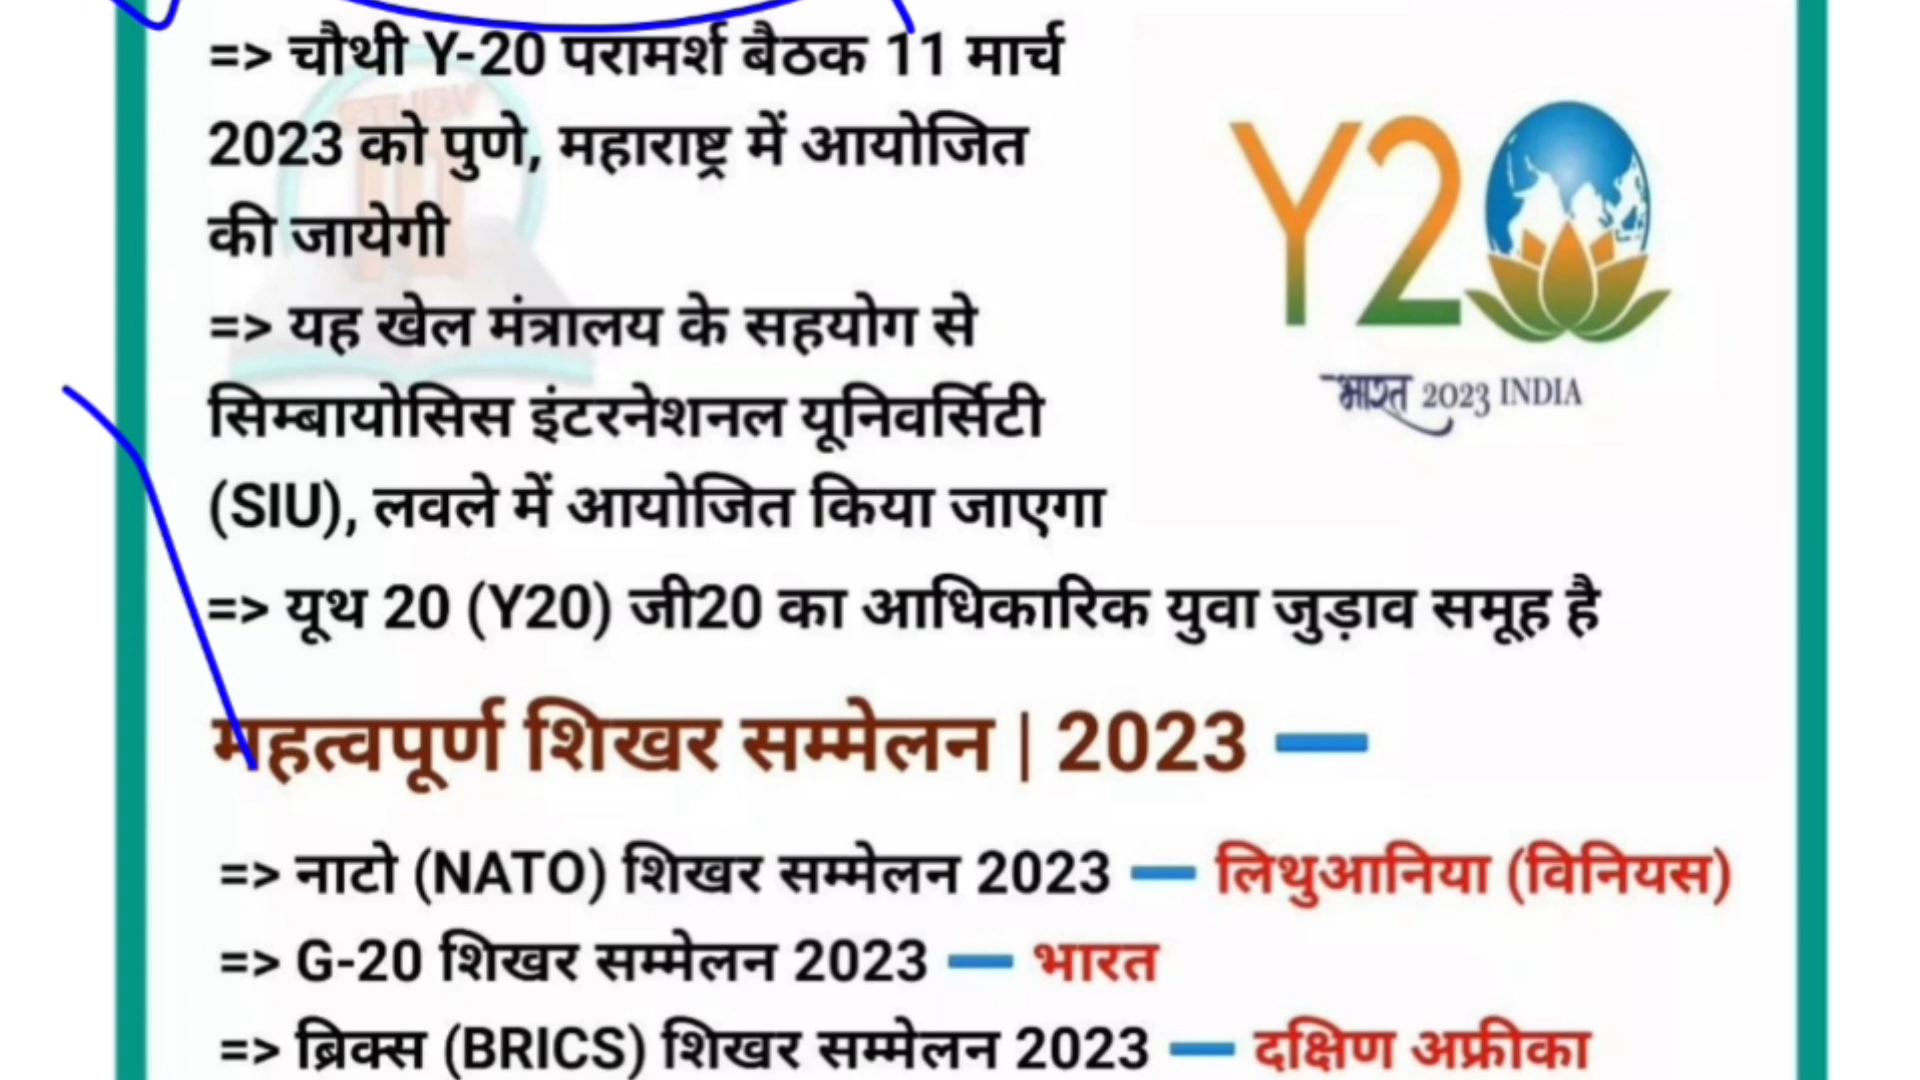 => चौथी Y-20 परामर्श बैठक 11 मार्च
2023 को पुणे, महाराष्ट्र में आयोजित
की जायेगी
=> यह खेल मंत्रालय के सहयोग से
सिम्बायोसिस इंटरनेशनल यूनिवर्सिटी
(SIU), लवले में आयोजित किया जाएगा
Y20
भारत 2023 INDIA
=> यूथ 20 (Y20) जी20 का आधिकारिक युवा जुड़ाव समूह है
महत्वपूर्ण शिखर सम्मेलन | 2023 —
=> नाटो (NATO) शिखर सम्मेलन 2023 — लिथुआनिया (विनियस)
=> G-20 शिखर सम्मेलन 2023 — भारत
=> ब्रिक्स (BRICS) शिखर सम्मेलन 2023 — दक्षिण अफ्रीका